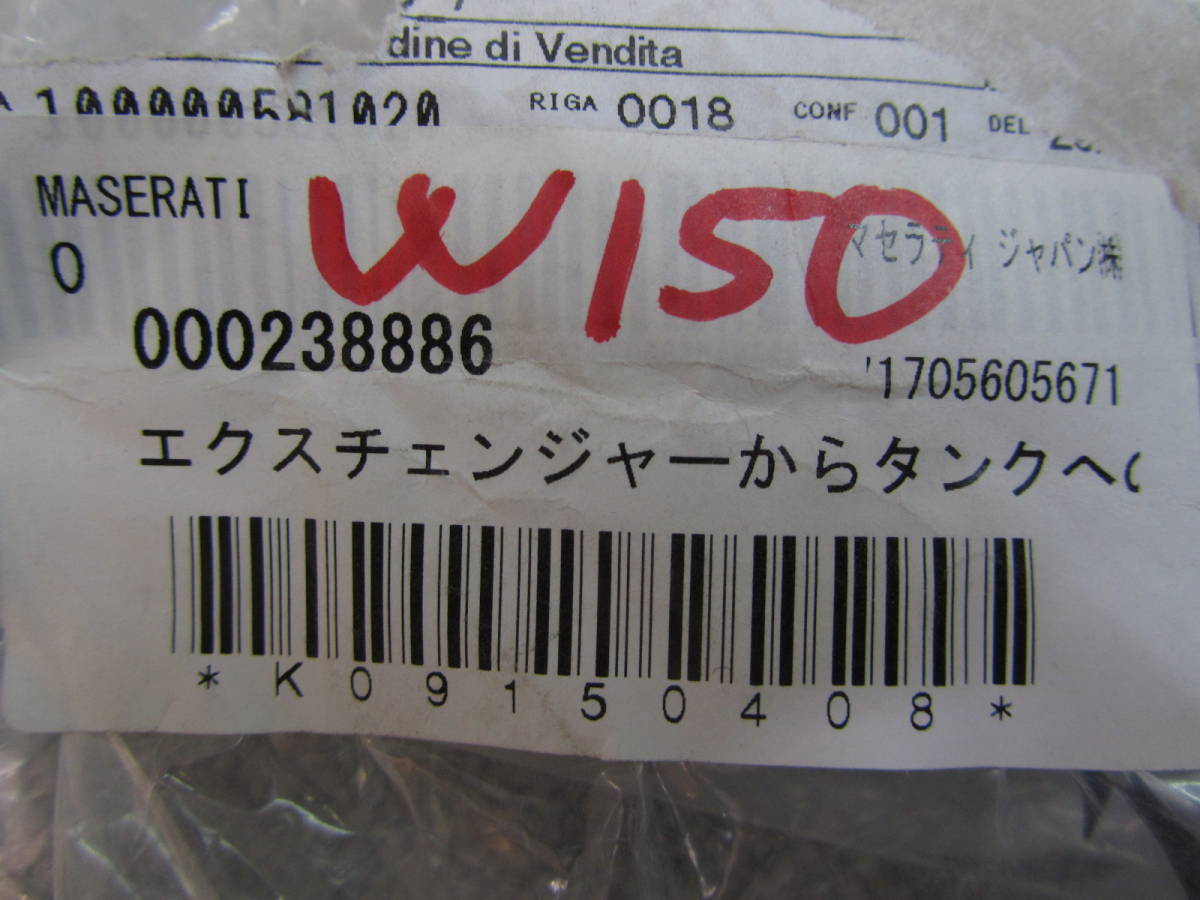 dine di Vendita
100000581020 RIGA 0018 CONF 001 DEL
MASERATI W150 マセラティ ジャパン㈱
0
000238886 '1705605671
エクスチェンジャーからタンクへ(
*K09150408*